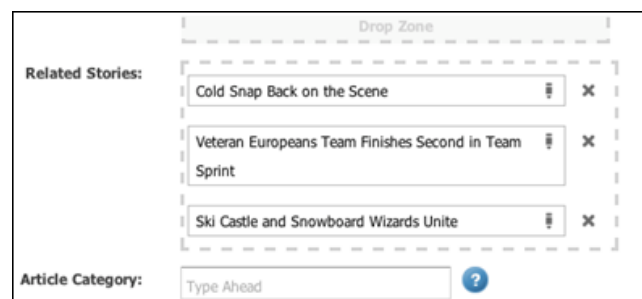 Drop Zone
Related Stories:
Cold Snap Back on the Scene
Veteran Europeans Team Finishes Second in Team
Sprint
Ski Castle and Snowboard Wizards Unite
Article Category:
Type Ahead
?